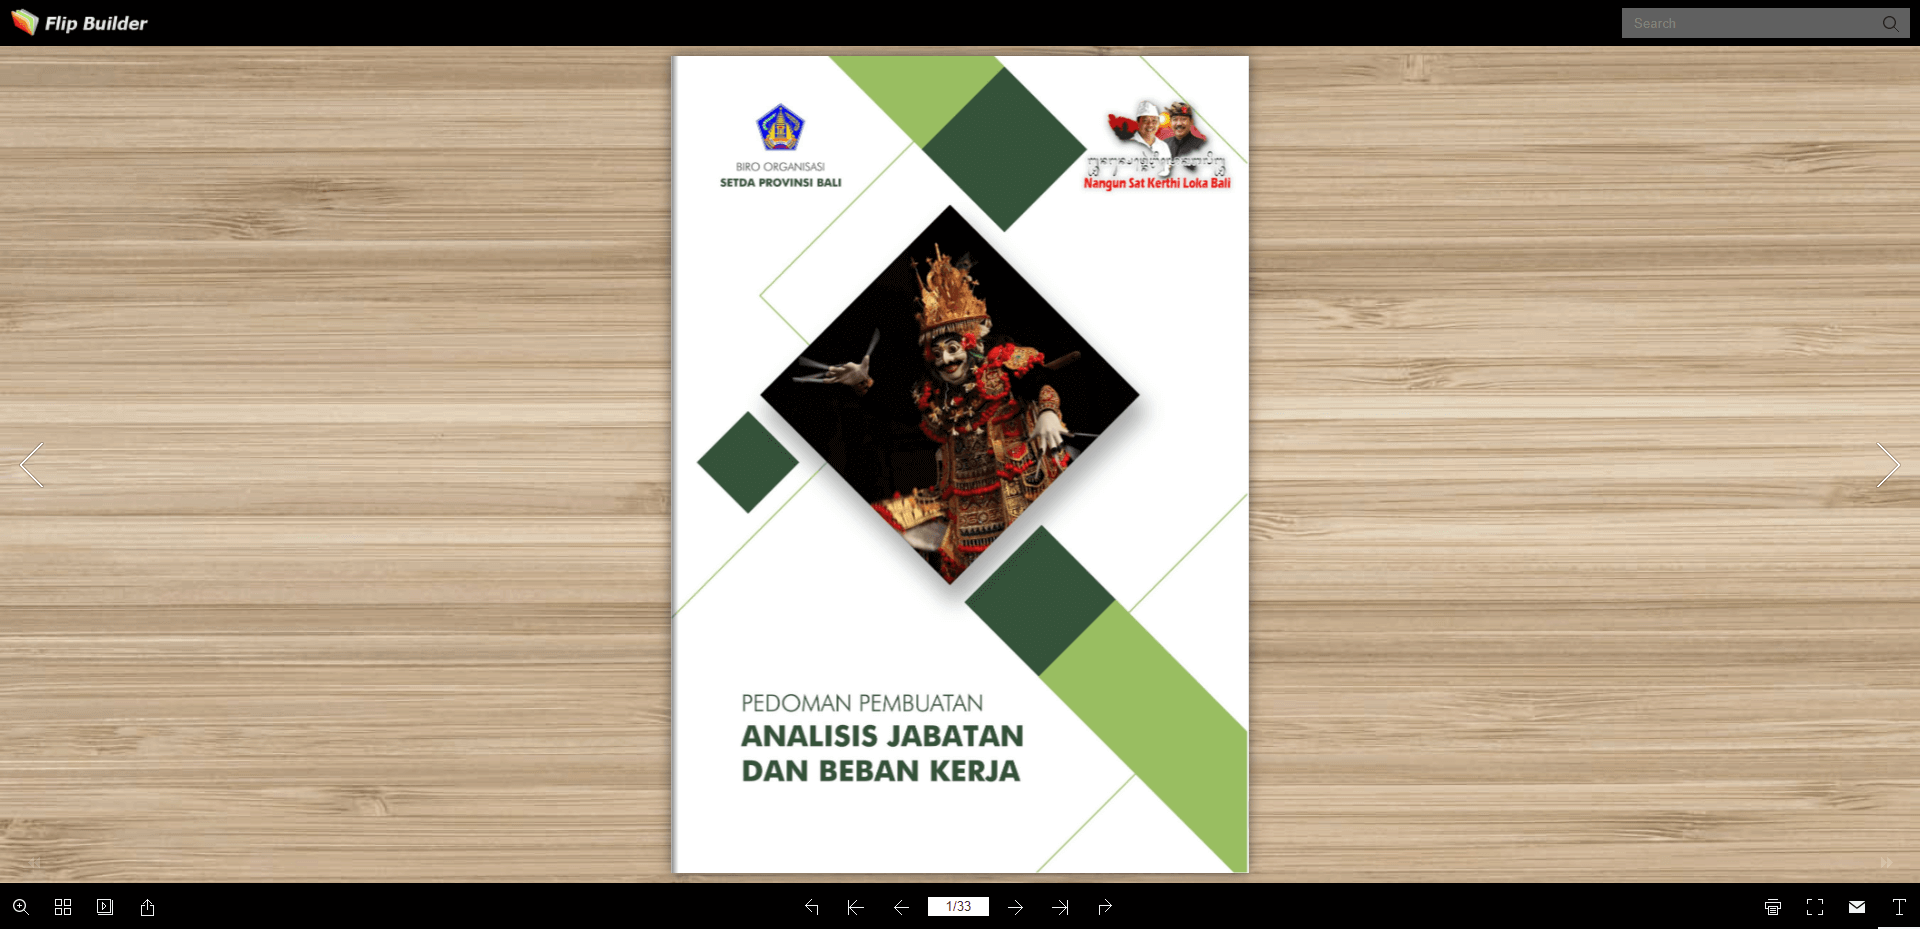 Flip Builder
Search
BIRO ORGANISASI
SETDA PROVINSI BALI
Nangun Sat Kerthi Loka Bali
PEDOMAN PEMBUATAN
ANALISIS JABATAN
DAN BEBAN KERJA
1/33